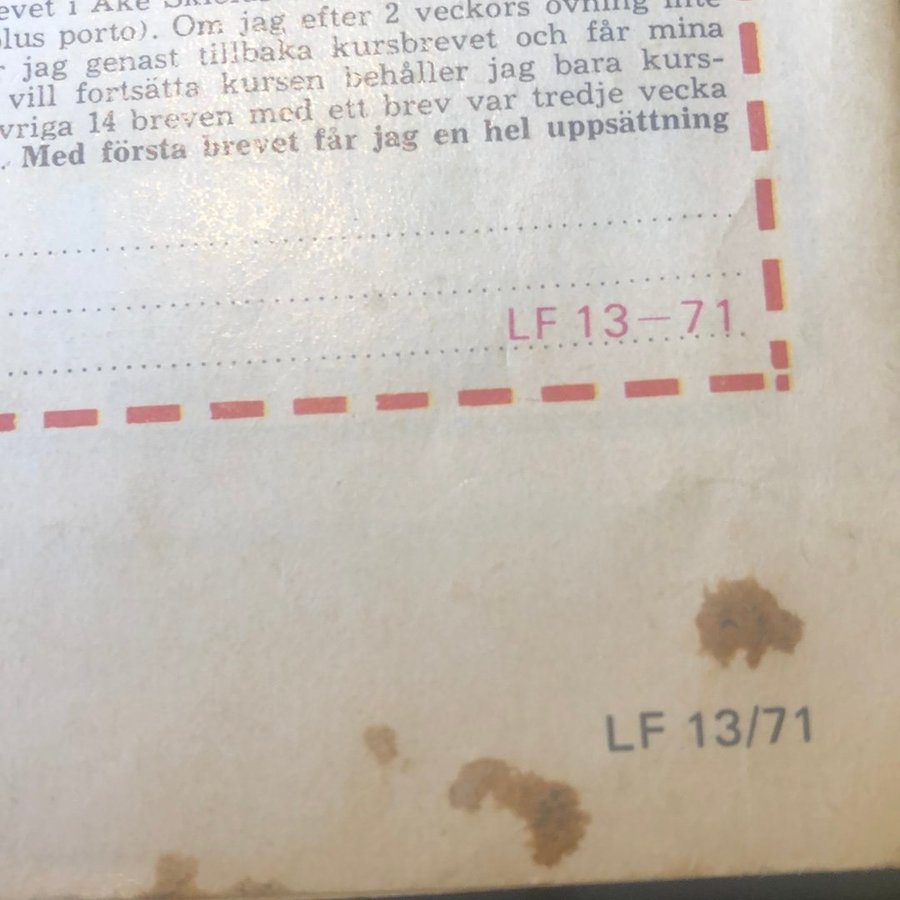 evet i Åke
plus porto). Om jag efter 2 veckors övning inte
jag genast tillbaka kursbrevet och får mina
vill fortsätta kursen behåller jag bara kurs-
vriga 14 breven med ett brev var tredje vecka
. Med första brevet får jag en hel uppsättning
LF 13-71
LF 13/71